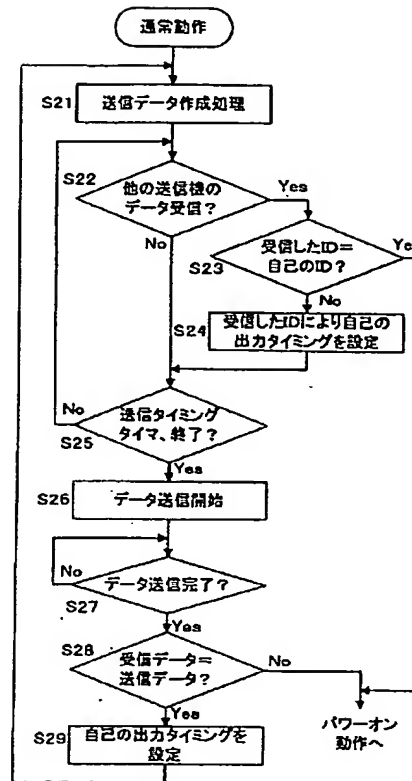 通常動作
S21
送信データ作成処理
S22
他の送信機の
データ受信?
Yes
No
S23
受信したID=
自己のID?
Yes
No
S24
受信したIDにより自己の
出力タイミングを設定
No
送信タイミング
タイマ、終了?
S25
Yes
S26
データ送信開始
No
データ送信完了?
S27
Yes
S28
受信データ=
送信データ?
No
Yes
S29
自己の出力タイミングを
設定
パワーオン
動作へ